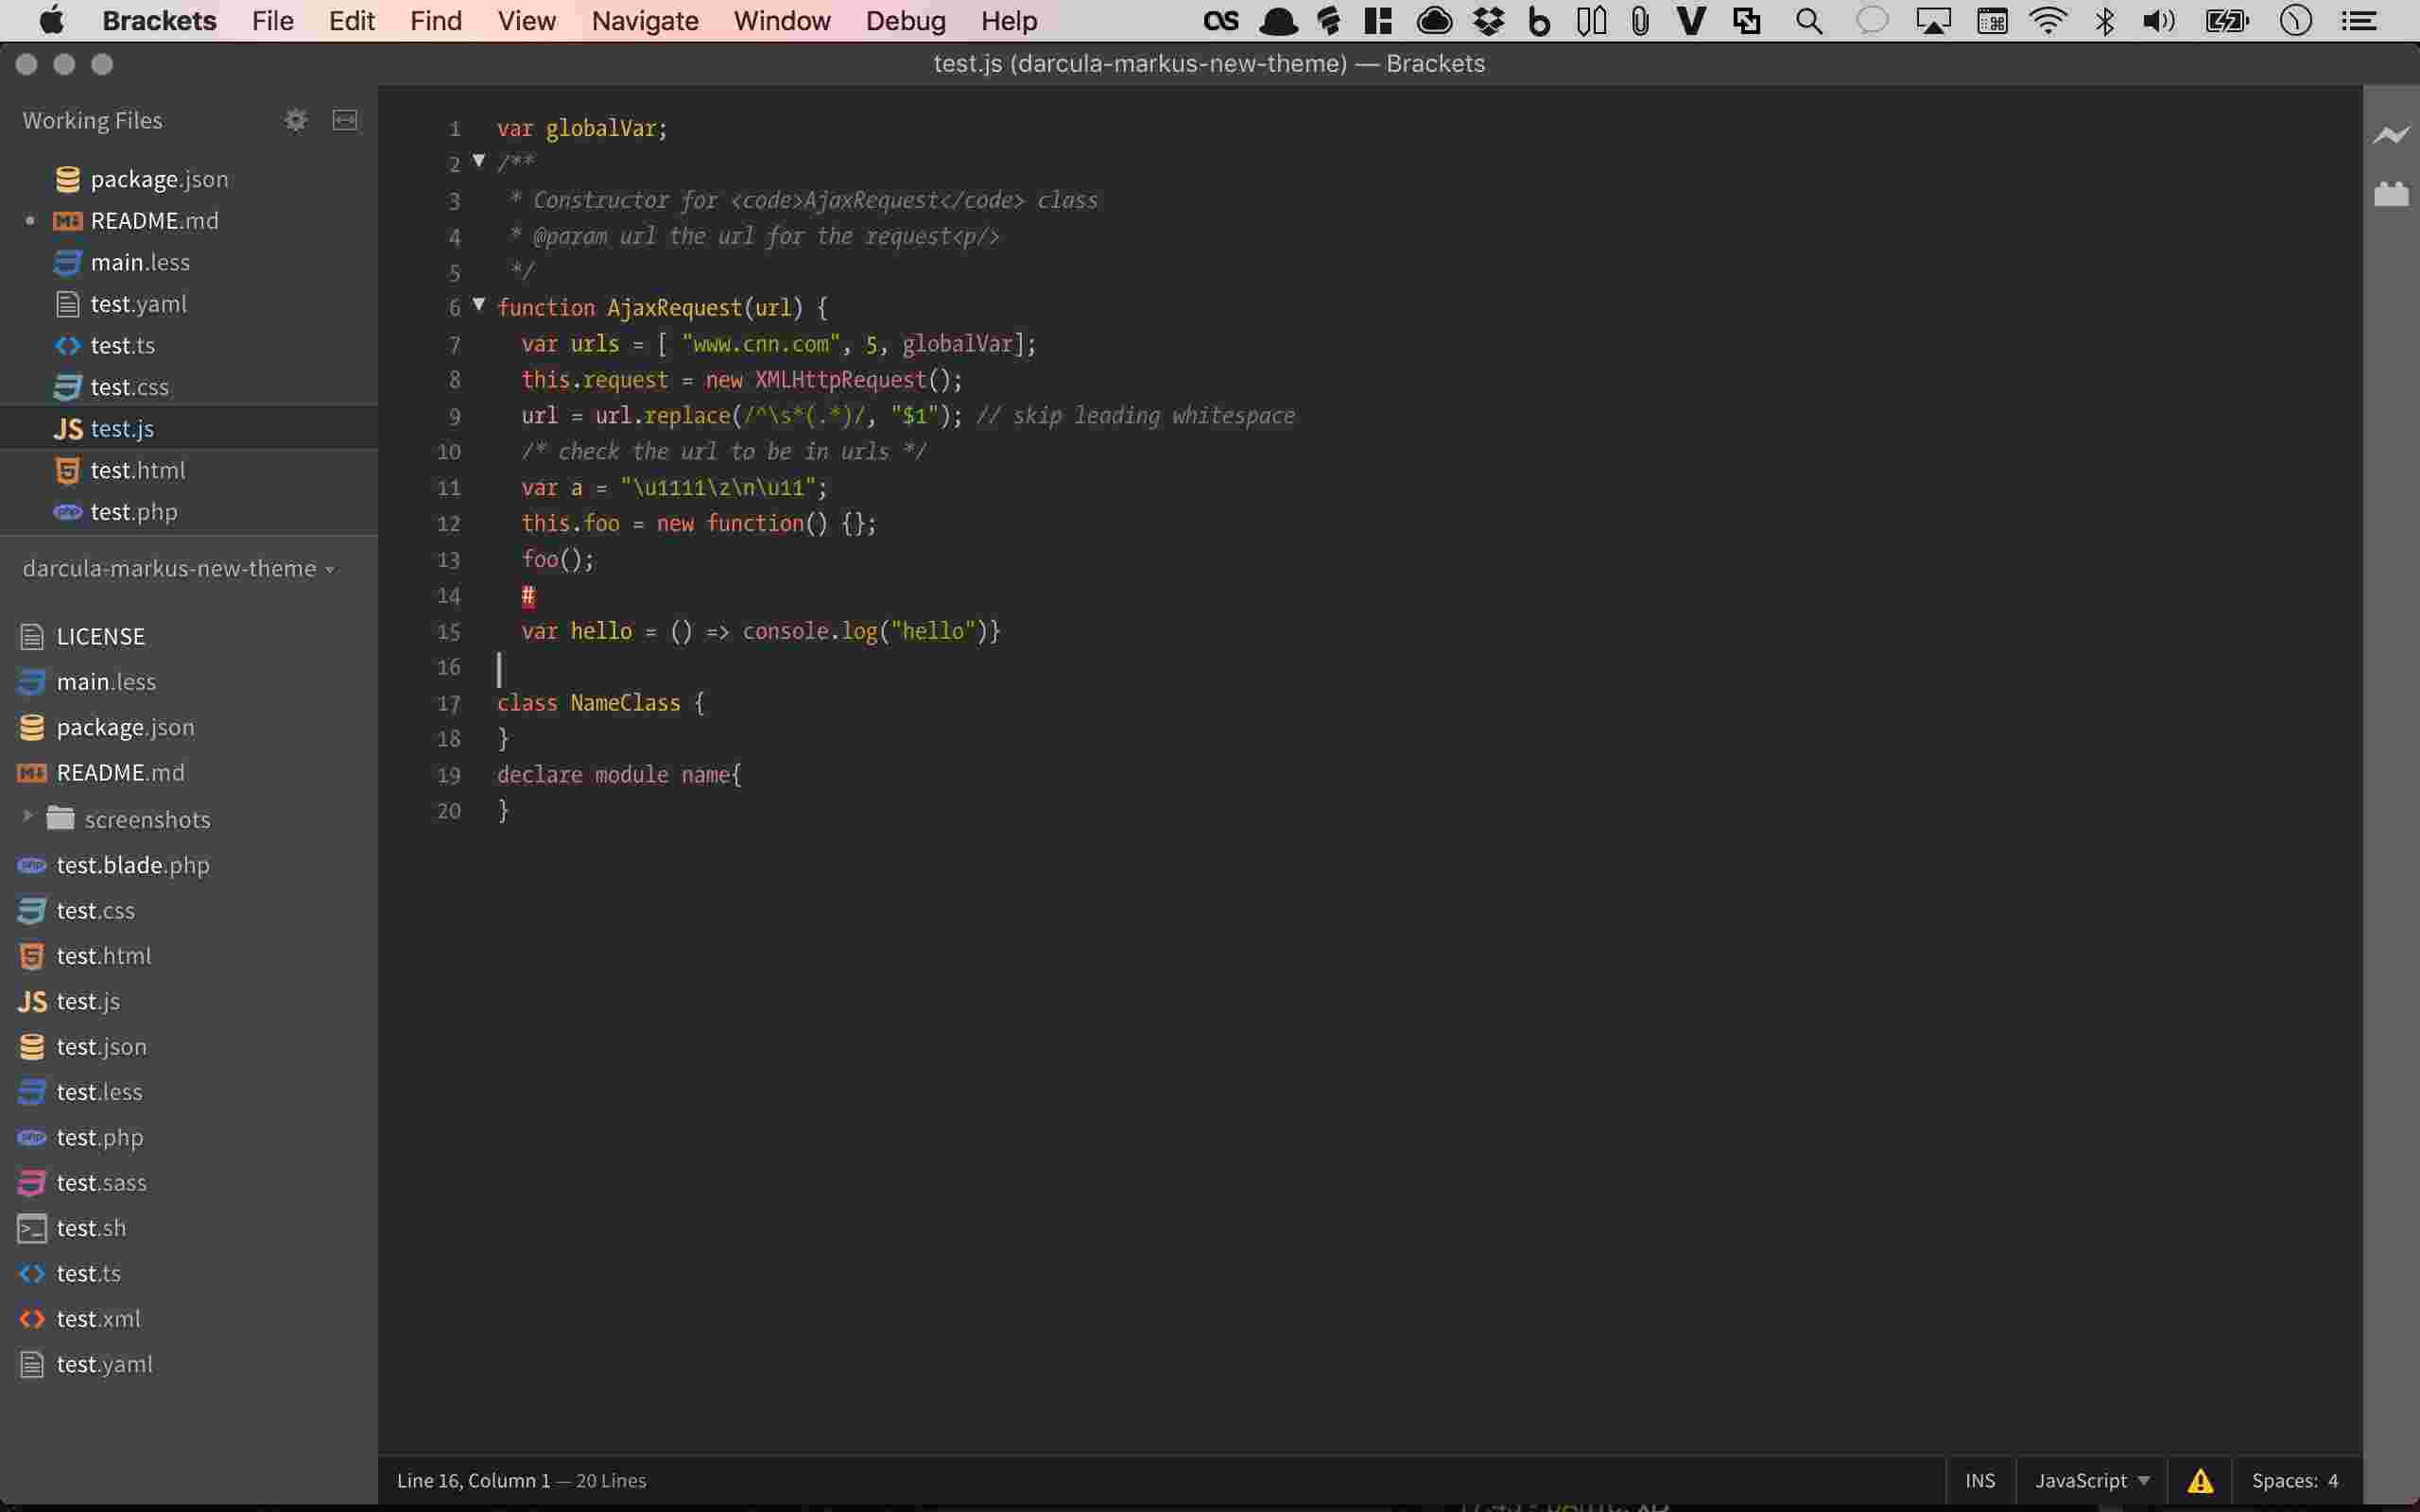 Brackets File Edit Find View Navigate Window Debug Help
test.js (darcula-markus-new-theme) — Brackets
Working Files
package.json
README.md
main.less
test.yaml
test.ts
test.css
JS test.js
test.html
php test.php
darcula-markus-new-theme
LICENSE
main.less
package.json
README.md
screenshots
php test.blade.php
test.css
test.html
JS test.js
test.json
test.less
php test.php
test.sass
test.sh
test.ts
test.xml
test.yaml
1 var globalVar;
2 /**
3 * Constructor for <code>AjaxRequest</code> class
4 * @param url the url for the request<p/>
5 */
6 function AjaxRequest(url) {
7 var urls = [ "www.cnn.com", 5, globalVar];
8 this.request = new XMLHttpRequest();
9 url = url.replace(/^\s*(.*)/, "$1"); // skip leading whitespace
10 /* check the url to be in urls */
11 var a = "\u1111\z\n\u11";
12 this.foo = new function() {};
13 foo();
14 #
15 var hello = () => console.log("hello")}
16
17 class NameClass {
18 }
19 declare module name{
20 }
Line 16, Column 1 — 20 Lines
INS JavaScript Spaces: 4